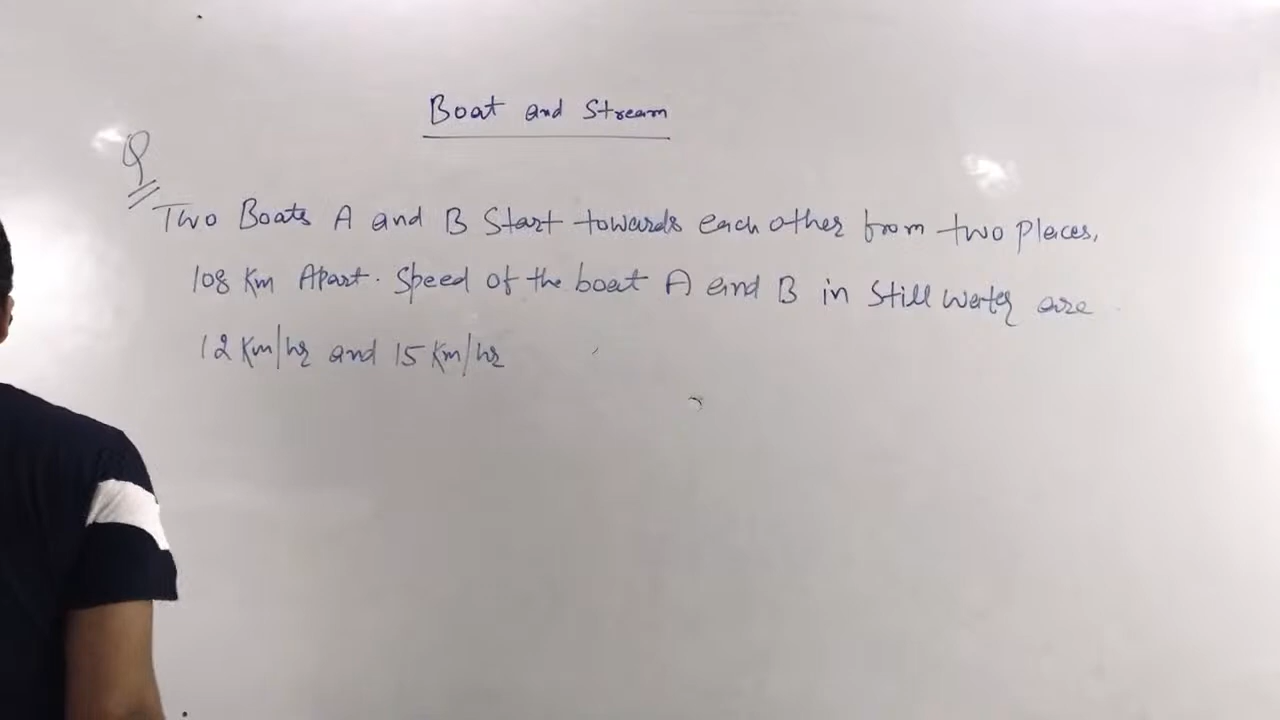 Boat and Stream
Q
Two Boats A and B Start towards each other from two places,
108 Km Apart. Speed of the boat A and B in Still water are
12 Km/hr and 15 Km/hr